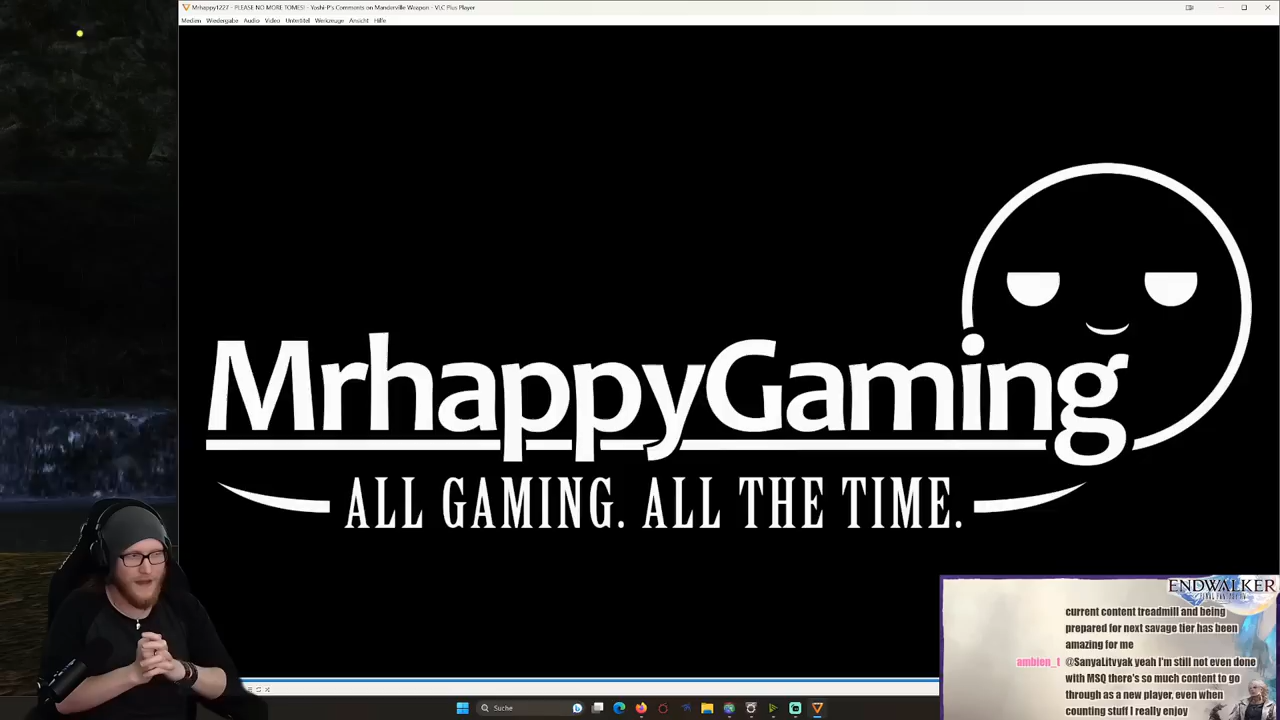 Mrhappy1227 - PLEASE NO MORE TOMES! - Yoshi-P's Comments on Manderville Weapon - VLC Plus Player
Medien Wiedergabe Audio Video Untertitel Werkzeuge Ansicht Hilfe
MrhappyGaming
ALL GAMING. ALL THE TIME.
ENDWALKER
FINAL FANTASY
current content treadmill and being
prepared for next savage tier has been
amazing for me
ambien_t @SanyaLitvyak yeah I'm still not even done
with MSQ there's so much content to go
through as a new player, even when
counting stuff I really enjoy
Suche